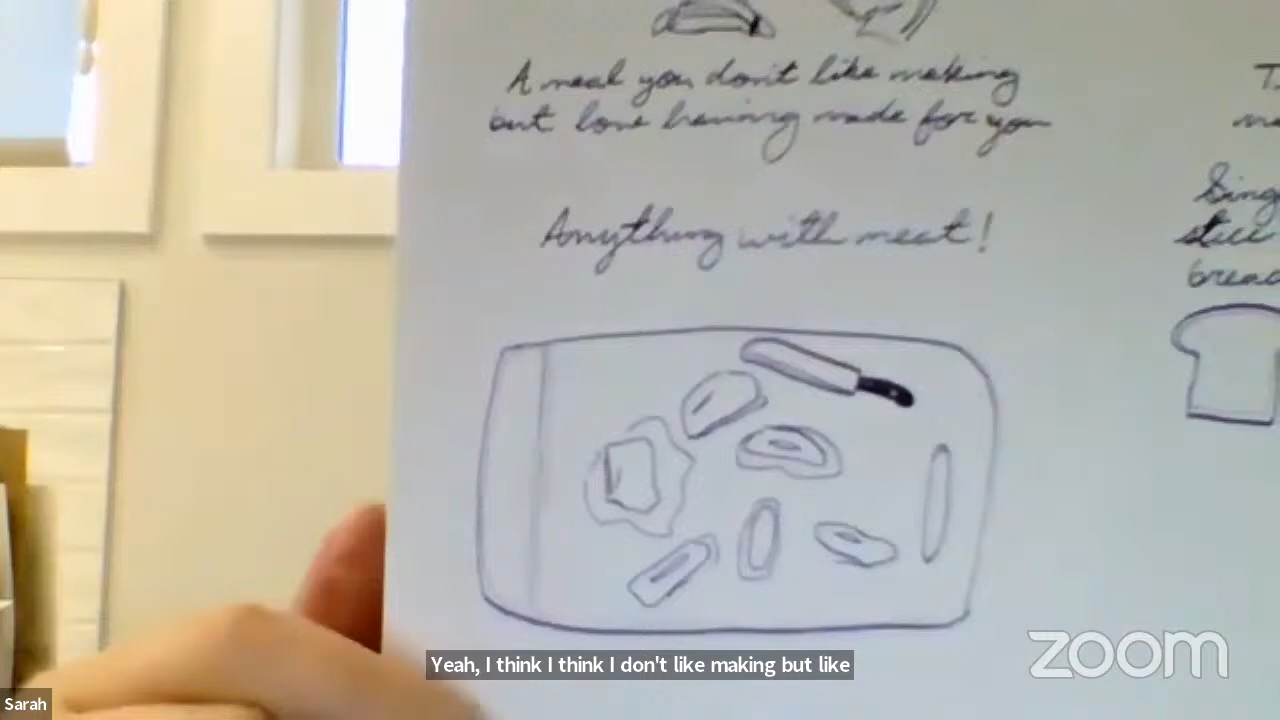 A meal you don't like making
but love having made for you
Anything with meat!
bread
Yeah, I think I think I don't like making but like
zoom
Sarah